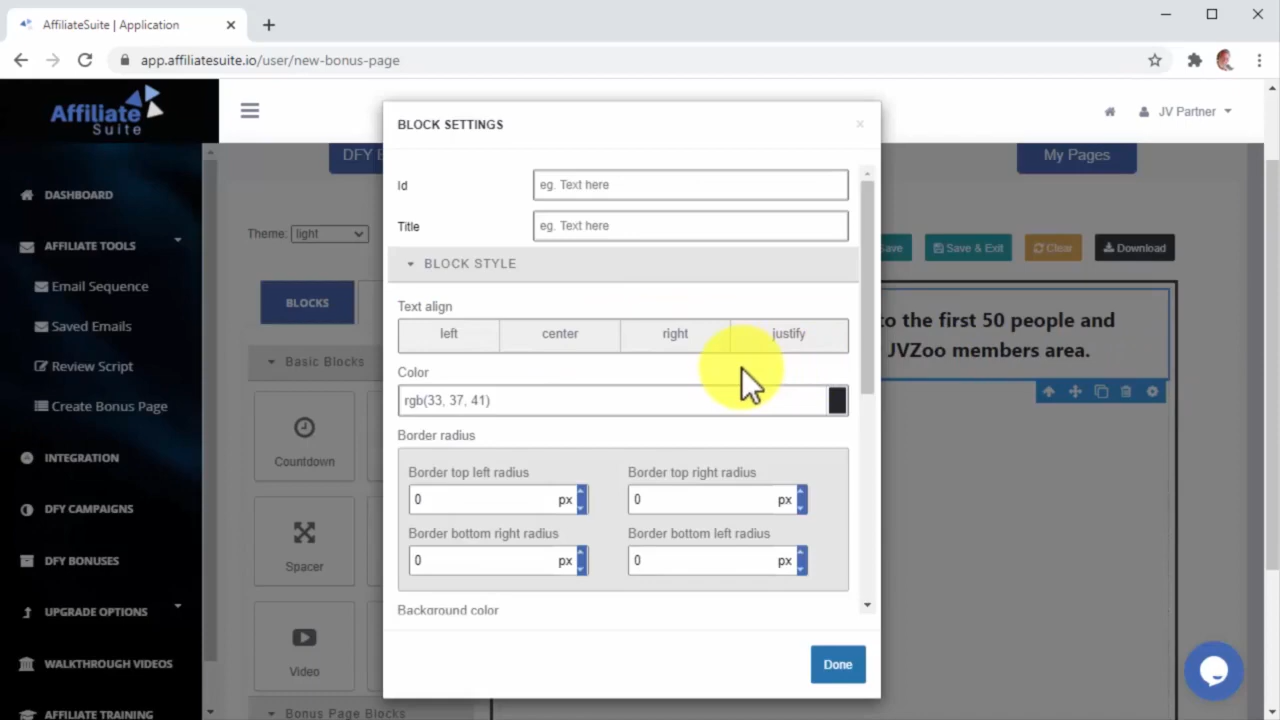 AffiliateSuite | Application
app.affiliatesuite.io/user/new-bonus-page
Affiliate
Suite
JV Partner
DFY
My Pages
DASHBOARD
AFFILIATE TOOLS
Email Sequence
Saved Emails
Review Script
Create Bonus Page
INTEGRATION
DFY CAMPAIGNS
DFY BONUSES
UPGRADE OPTIONS
WALKTHROUGH VIDEOS
AFFILIATE TRAINING
Theme: light
BLOCKS
Basic Blocks
Countdown
Spacer
Video
Bonus Page Blocks
BLOCK SETTINGS
Id
eg. Text here
Title
eg. Text here
BLOCK STYLE
Text align
left center right justify
Color
rgb(33, 37, 41)
Border radius
Border top left radius Border top right radius
0 px 0 px
Border bottom right radius Border bottom left radius
0 px 0 px
Background color
Done
Save & Exit Clear Download
to the first 50 people and
JVZoo members area.